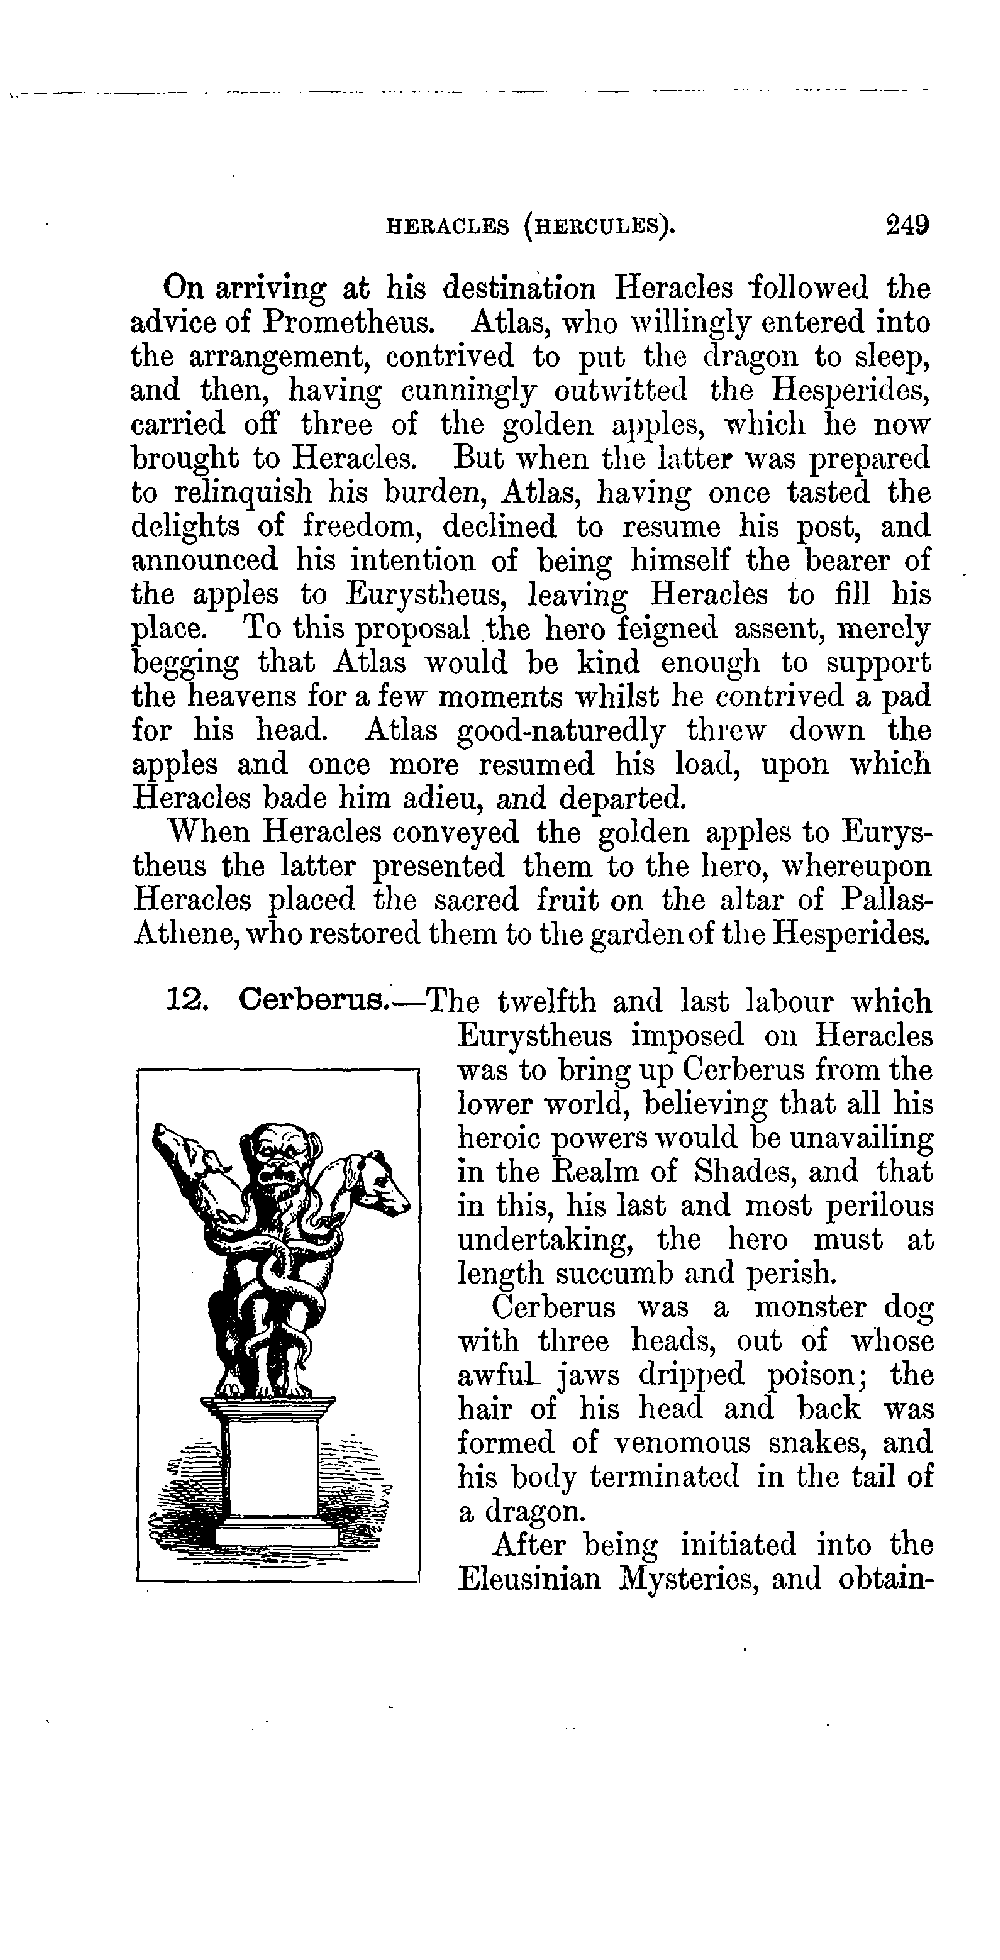 HERACLES (HERCULES). 249
On arriving at his destination Heracles followed the
advice of Prometheus. Atlas, who willingly entered into
the arrangement, contrived to put the dragon to sleep,
and then, having cunningly outwitted the Hesperides,
carried off three of the golden apples, which he now
brought to Heracles. But when the latter was prepared
to relinquish his burden, Atlas, having once tasted the
delights of freedom, declined to resume his post, and
announced his intention of being himself the bearer of
the apples to Eurystheus, leaving Heracles to fill his
place. To this proposal the hero feigned assent, merely
begging that Atlas would be kind enough to support
the heavens for a few moments whilst he contrived a pad
for his head. Atlas good-naturedly threw down the
apples and once more resumed his load, upon which
Heracles bade him adieu, and departed.
When Heracles conveyed the golden apples to Eurys-
theus the latter presented them to the hero, whereupon
Heracles placed the sacred fruit on the altar of Pallas-
Athene, who restored them to the garden of the Hesperides.
12. Cerberus.—The twelfth and last labour which
Eurystheus imposed on Heracles
was to bring up Cerberus from the
lower world, believing that all his
heroic powers would be unavailing
in the Realm of Shades, and that
in this, his last and most perilous
undertaking, the hero must at
length succumb and perish.
Cerberus was a monster dog
with three heads, out of whose
awful jaws dripped poison; the
hair of his head and back was
formed of venomous snakes, and
his body terminated in the tail of
a dragon.
After being initiated into the
Eleusinian Mysteries, and obtain-